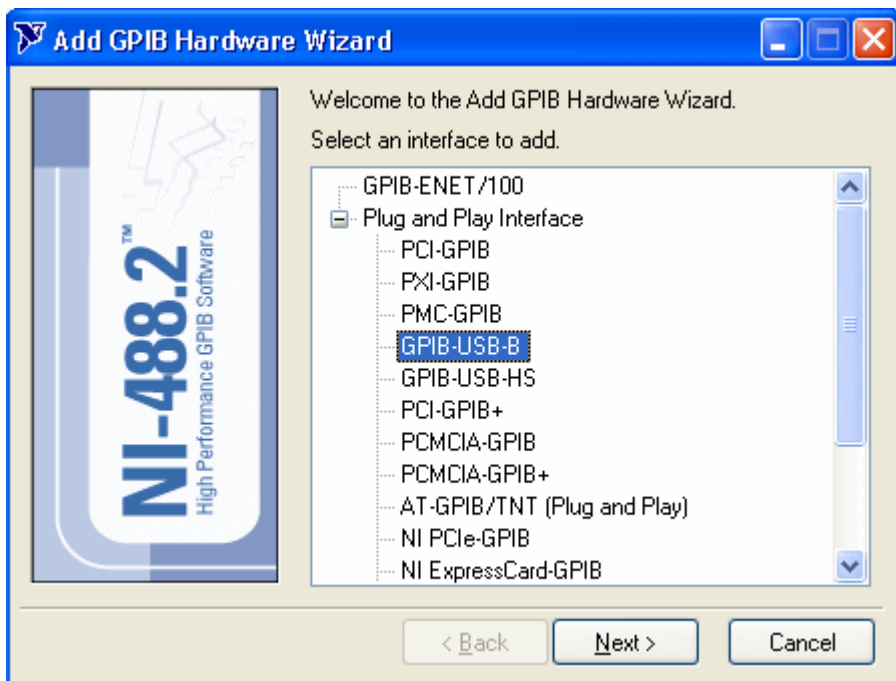 Add GPIB Hardware Wizard
NI-488.2™
High Performance GPIB Software
Welcome to the Add GPIB Hardware Wizard.
Select an interface to add.
GPIB-ENET/100
Plug and Play Interface
PCI-GPIB
PXI-GPIB
PMC-GPIB
GPIB-USB-B
GPIB-USB-HS
PCI-GPIB+
PCMCIA-GPIB
PCMCIA-GPIB+
AT-GPIB/TNT (Plug and Play)
NI PCIe-GPIB
NI ExpressCard-GPIB
< Back
Next >
Cancel